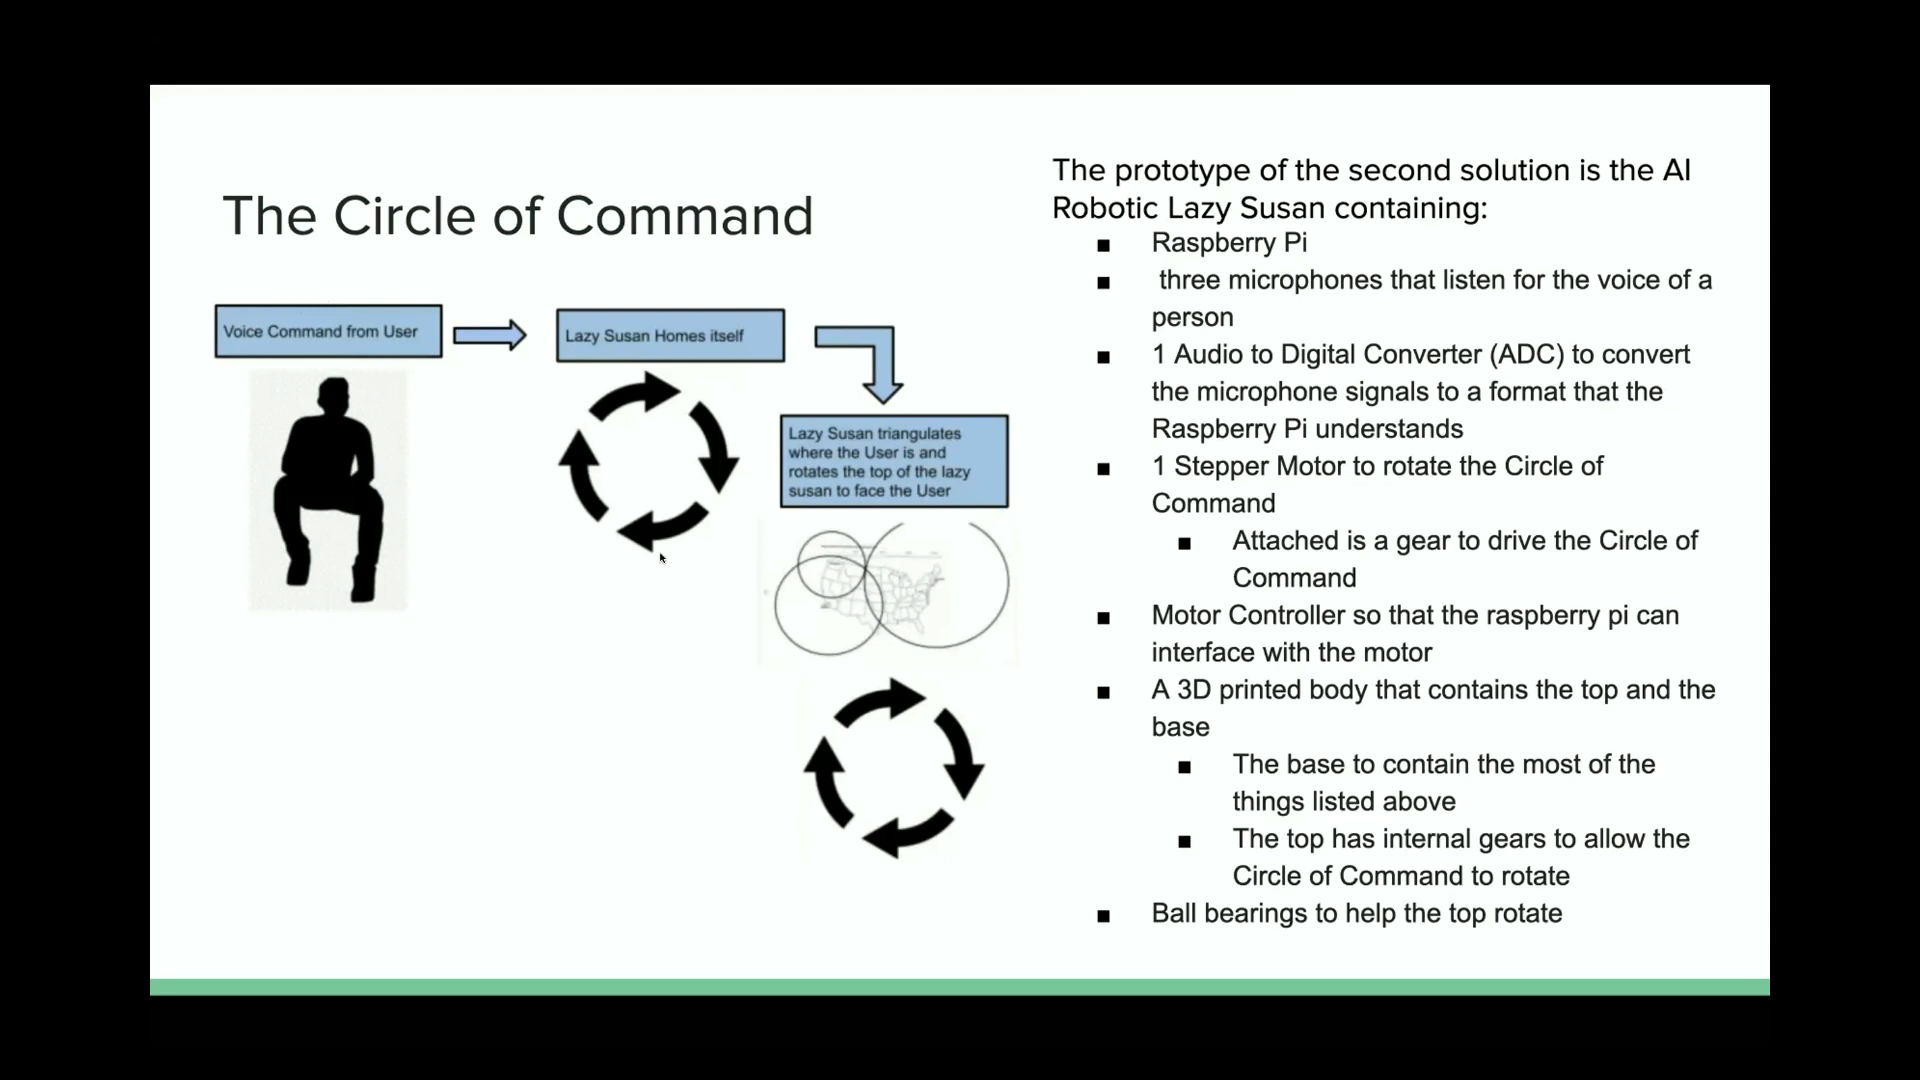 The Circle of Command
Voice Command from User
Lazy Susan Homes itself
Lazy Susan triangulates
where the User is and
rotates the top of the lazy
susan to face the User
The prototype of the second solution is the AI
Robotic Lazy Susan containing:
■ Raspberry Pi
■ three microphones that listen for the voice of a
person
■ 1 Audio to Digital Converter (ADC) to convert
the microphone signals to a format that the
Raspberry Pi understands
■ 1 Stepper Motor to rotate the Circle of
Command
■ Attached is a gear to drive the Circle of
Command
■ Motor Controller so that the raspberry pi can
interface with the motor
■ A 3D printed body that contains the top and the
base
■ The base to contain the most of the
things listed above
■ The top has internal gears to allow the
Circle of Command to rotate
■ Ball bearings to help the top rotate